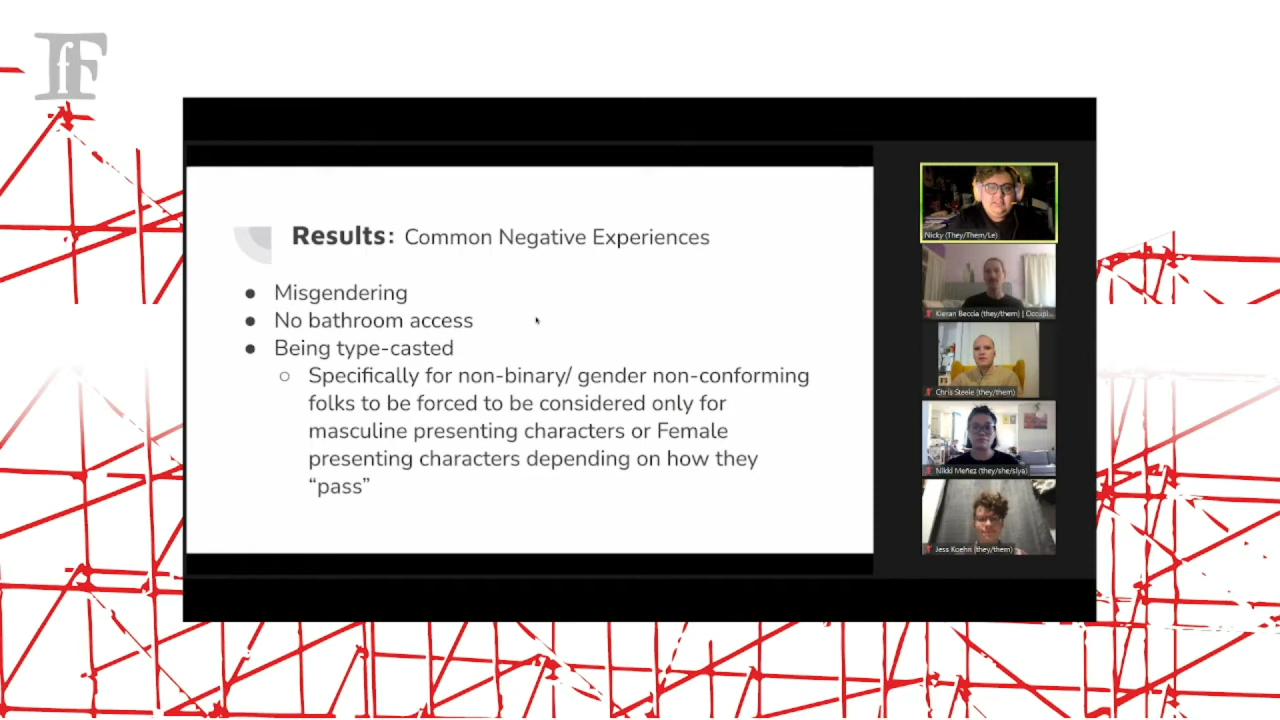 fF
Results: Common Negative Experiences
● Misgendering
● No bathroom access
● Being type-casted
○ Specifically for non-binary/ gender non-conforming
folks to be forced to be considered only for
masculine presenting characters or Female
presenting characters depending on how they
“pass”
Nicky (They/Them/Le)
Kieran Beccia (they/them) | Occupi...
Chris Steele (they/them)
Nikki Meñez (they/she/siya)
Jess Koehn (they/them)